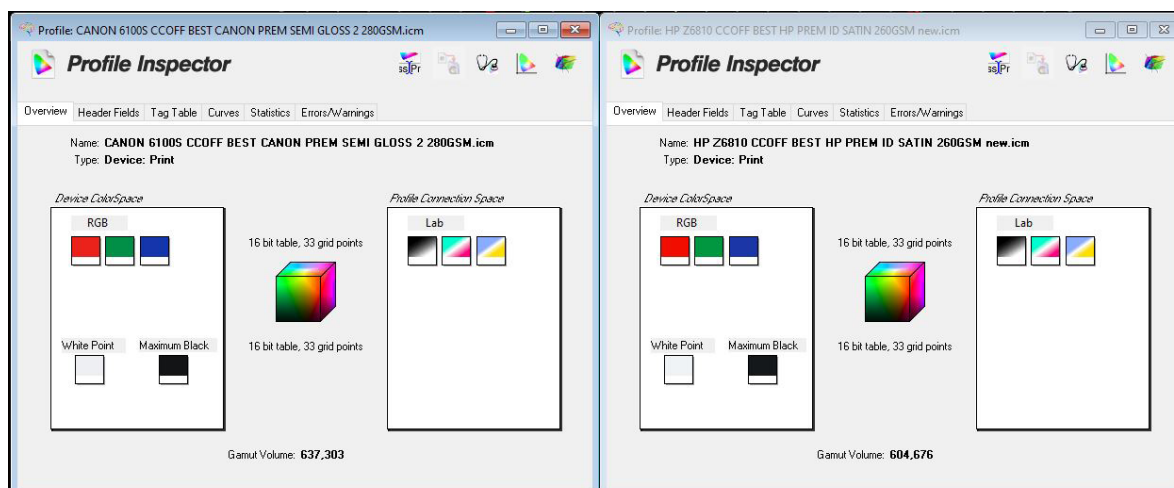 Profile: CANON 6100S CCOFF BEST CANON PREM SEMI GLOSS 2 280GSM.icm
Profile Inspector
Overview Header Fields Tag Table Curves Statistics Errors/Warnings
Name: CANON 6100S CCOFF BEST CANON PREM SEMI GLOSS 2 280GSM.icm
Type: Device: Print
Device ColorSpace
Profile Connection Space
RGB
Lab
16 bit table, 33 grid points
White Point
Maximum Black
16 bit table, 33 grid points
Gamut Volume: 637,303
Profile: HP Z6810 CCOFF BEST HP PREM ID SATIN 260GSM new.icm
Profile Inspector
Overview Header Fields Tag Table Curves Statistics Errors/Warnings
Name: HP Z6810 CCOFF BEST HP PREM ID SATIN 260GSM new.icm
Type: Device: Print
Device ColorSpace
Profile Connection Space
RGB
Lab
16 bit table, 33 grid points
White Point
Maximum Black
16 bit table, 33 grid points
Gamut Volume: 604,676